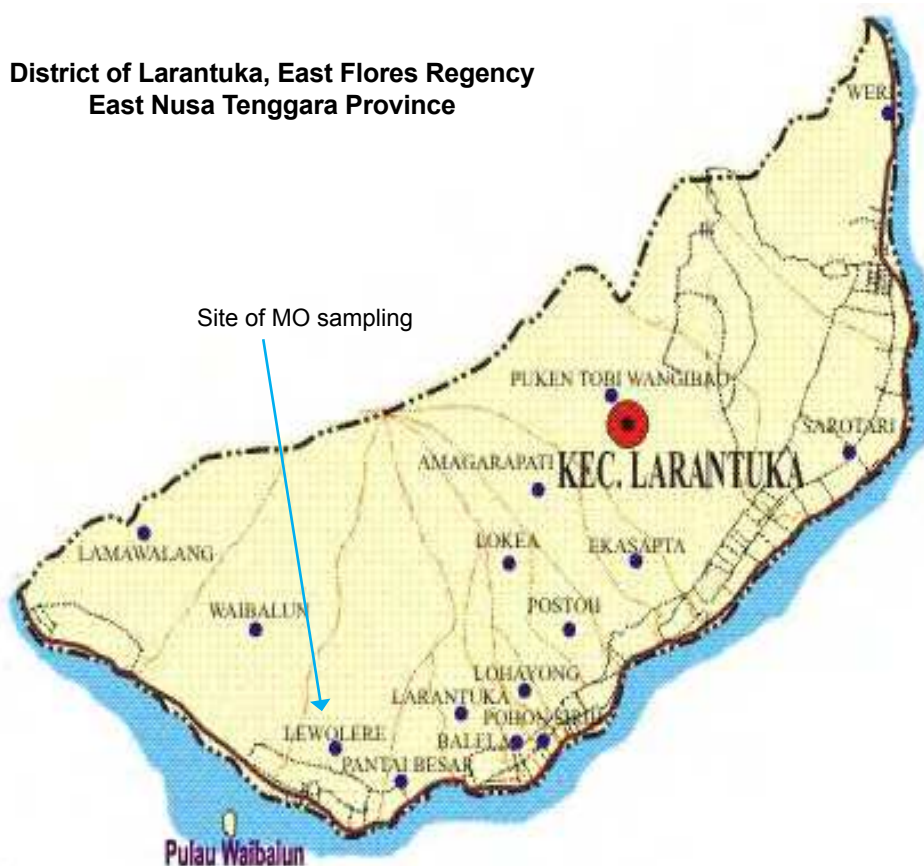 District of Larantuka, East Flores Regency
East Nusa Tenggara Province
WERI
Site of MO sampling
PUKEN TOBI WANGIBAO
SAROTARI
AMAGARAPATI
KEC. LARANTUKA
LAMAWALANG
LOKEA
EKASAPTA
WAIBALUN
POSTOH
LOHAYONG
LARANTUKA
POHON SIRIH
LEWOLERE
BALELA
PANTAI BESAR
Pulau Waibalun